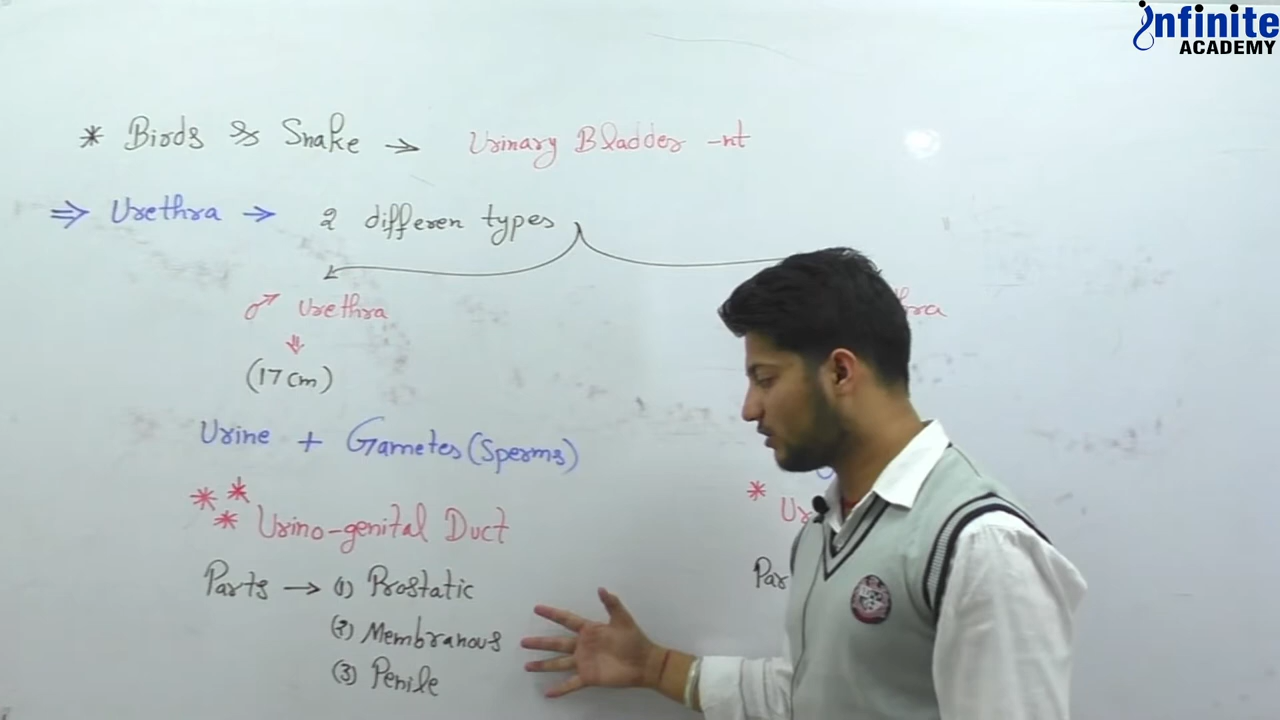 infinite
ACADEMY
* Birds & Snake → Urinary Bladder -nt
⇒ Urethra → 2 differen types
♂ Urethra
⇓
(17 cm)
Urine + Gametes (Sperms)
*** Urino-genital Duct
*
Parts → (1) Prostatic
(2) Membranous
(3) Penile